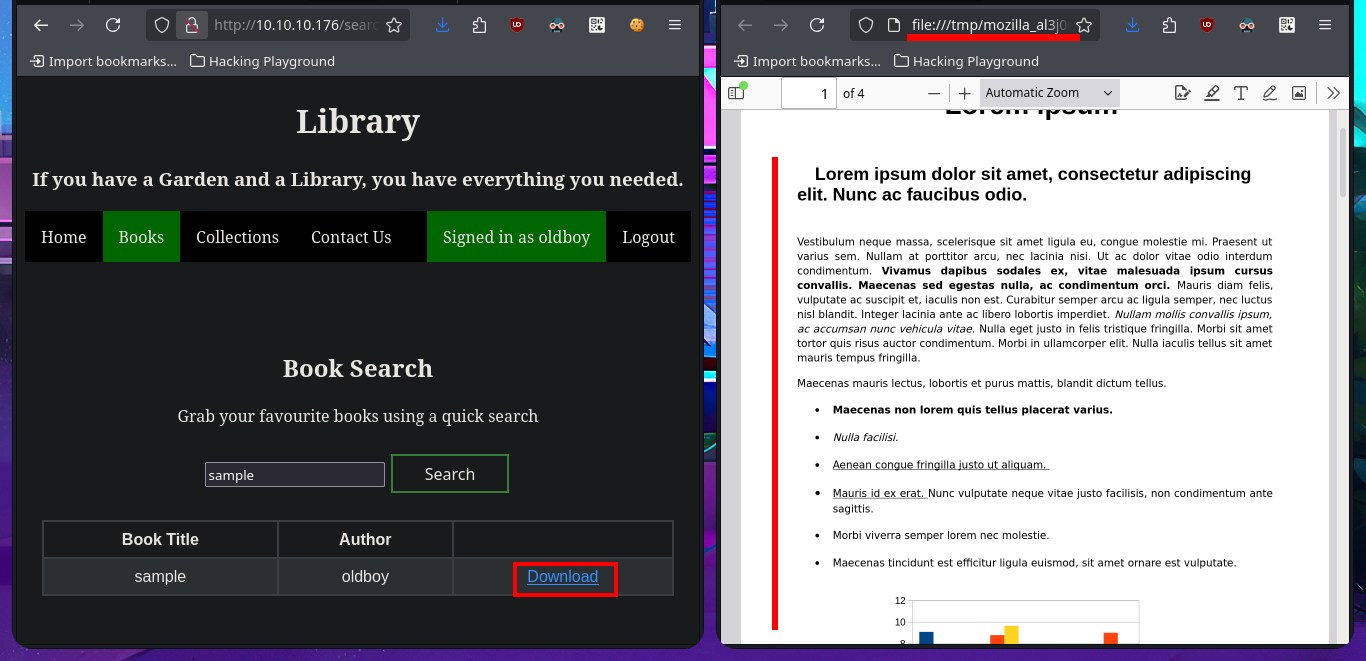 http://10.10.10.176/sear
Import bookmarks...
Hacking Playground
Library
If you have a Garden and a Library, you have everything you needed.
Home
Books
Collections
Contact Us
Signed in as oldboy
Logout
Book Search
Grab your favourite books using a quick search
sample
Search
Book Title
Author
sample
oldboy
Download
file:///tmp/mozilla_al3j0
Import bookmarks...
Hacking Playground
1
of 4
Automatic Zoom
Lorem ipsum
Lorem ipsum dolor sit amet, consectetur adipiscing
elit. Nunc ac faucibus odio.
Vestibulum neque massa, scelerisque sit amet ligula eu, congue molestie mi. Praesent ut
varius sem. Nullam at porttitor arcu, nec lacinia nisi. Ut ac dolor vitae odio interdum
condimentum. Vivamus dapibus sodales ex, vitae malesuada ipsum cursus
convallis. Maecenas sed egestas nulla, ac condimentum orci. Mauris diam felis,
vulputate ac suscipit et, iaculis non est. Curabitur semper arcu ac ligula semper, nec luctus
nisl blandit. Integer lacinia ante ac libero lobortis imperdiet. Nullam mollis convallis ipsum,
ac accumsan nunc vehicula vitae. Nulla eget justo in felis tristique fringilla. Morbi sit amet
tortor quis risus auctor condimentum. Morbi in ullamcorper elit. Nulla iaculis tellus sit amet
mauris tempus fringilla.
Maecenas mauris lectus, lobortis et purus mattis, blandit dictum tellus.
• Maecenas non lorem quis tellus placerat varius.
• Nulla facilisi.
• Aenean congue fringilla justo ut aliquam.
• Mauris id ex erat. Nunc vulputate neque vitae justo facilisis, non condimentum ante
sagittis.
• Morbi viverra semper lorem nec molestie.
• Maecenas tincidunt est efficitur ligula euismod, sit amet ornare est vulputate.
12
10